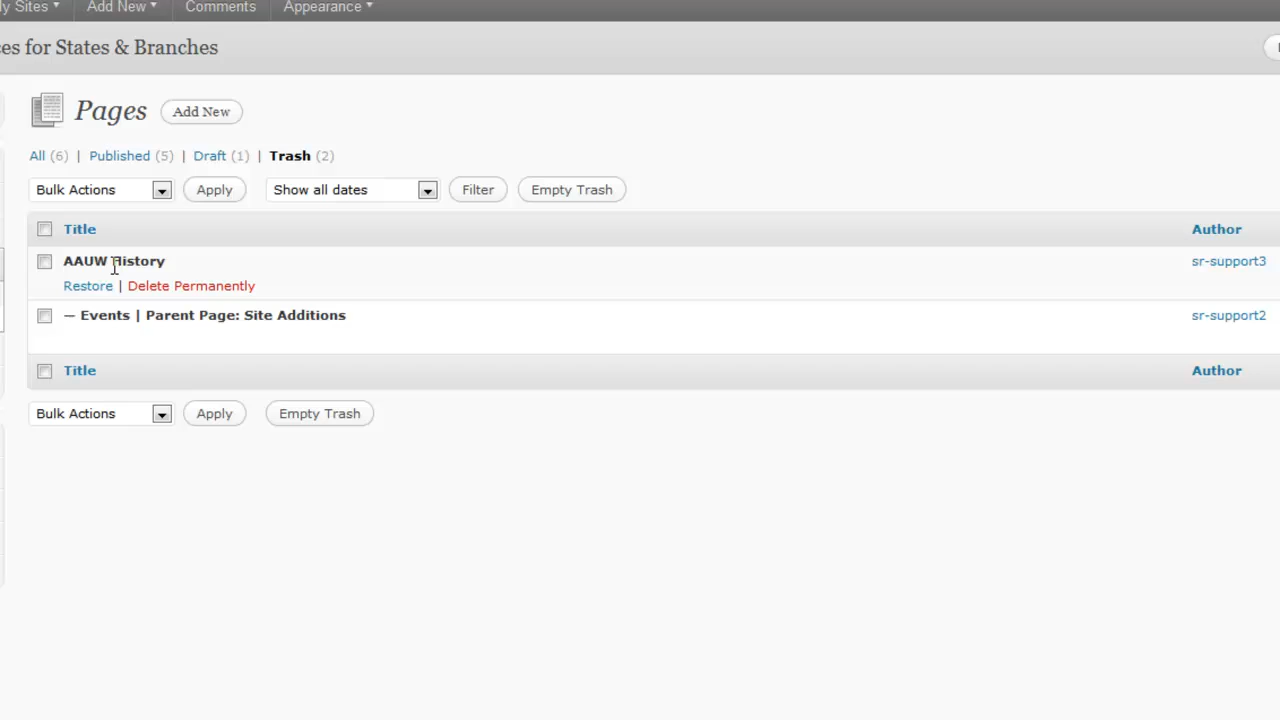 ly Sites Add New Comments Appearance
es for States & Branches
Pages Add New
All (6) | Published (5) | Draft (1) | Trash (2)
Bulk Actions Apply Show all dates Filter Empty Trash
Title Author
AAUW History sr-support3
Restore | Delete Permanently
— Events | Parent Page: Site Additions sr-support2
Title Author
Bulk Actions Apply Empty Trash